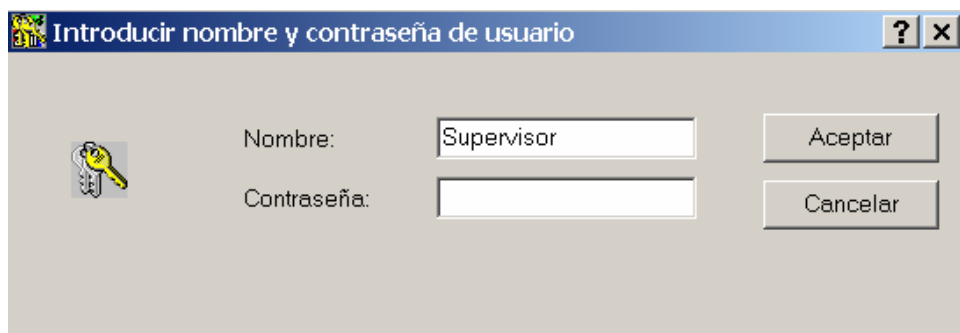 Introducir nombre y contraseña de usuario
Nombre: Supervisor Aceptar
Contraseña: Cancelar